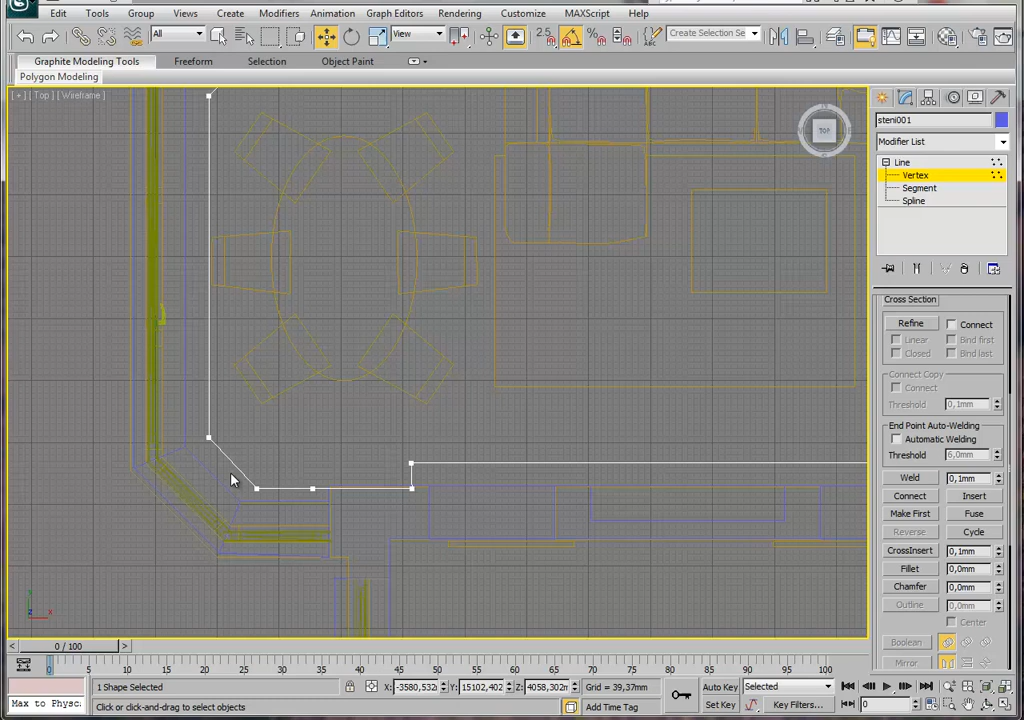 Edit Tools Group Views Create Modifiers Animation Graph Editors Rendering Customize MAXScript Help
All View 2.5 Create Selection Se
Graphite Modeling Tools Freeform Selection Object Paint
Polygon Modeling
[ + ] [ Top ] [ Wireframe ]
TOP
steni001
Modifier List
Line
Vertex
Segment
Spline
Cross Section
Refine Connect
Linear Bind first
Closed Bind last
Connect Copy
Connect
Threshold 0,1mm
End Point Auto-Welding
Automatic Welding
Threshold 6,0mm
Weld 0,1mm
Connect Insert
Make First Fuse
Reverse Cycle
CrossInsert 0,1mm
Fillet 0,0mm
Chamfer 0,0mm
Outline 0,0mm
Center
Boolean
Mirror
z x
< 0 / 100 >
0 5 10 15 20 25 30 35 40 45 50 55 60 65 70 75 80 85 90 95 100
1 Shape Selected X: -3580,532 Y: 15102,402 Z: 4058,302m Grid = 39,37mm Auto Key Selected
Max to Physc Click or click-and-drag to select objects Add Time Tag Set Key Key Filters... 0